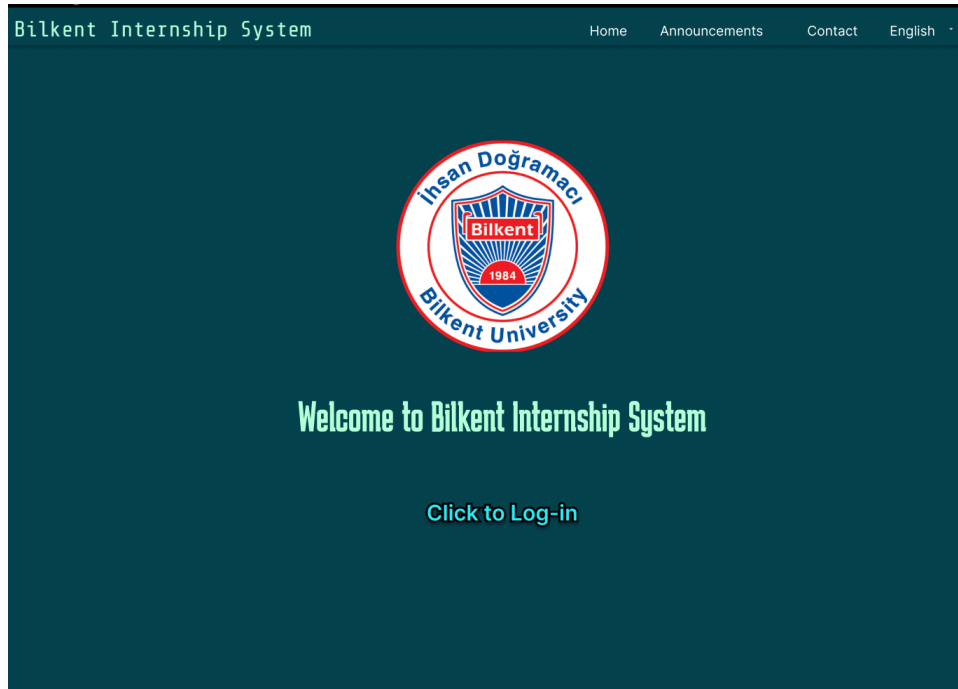 Bilkent Internship System
Home Announcements Contact English
İhsan Doğramacı
Bilkent
1984
Bilkent University
Welcome to Bilkent Internship System
Click to Log-in